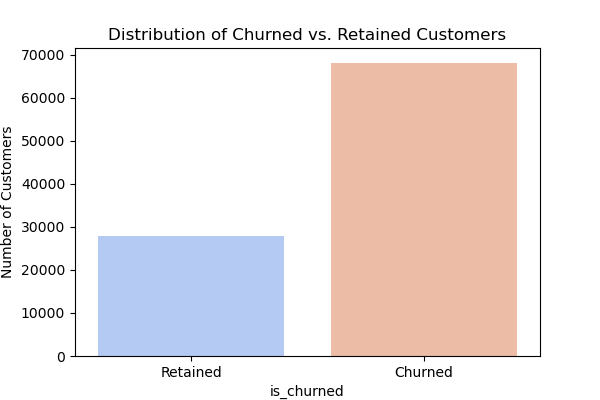 Distribution of Churned vs. Retained Customers
Number of Customers
70000
60000
50000
40000
30000
20000
10000
0
Retained
Churned
is_churned